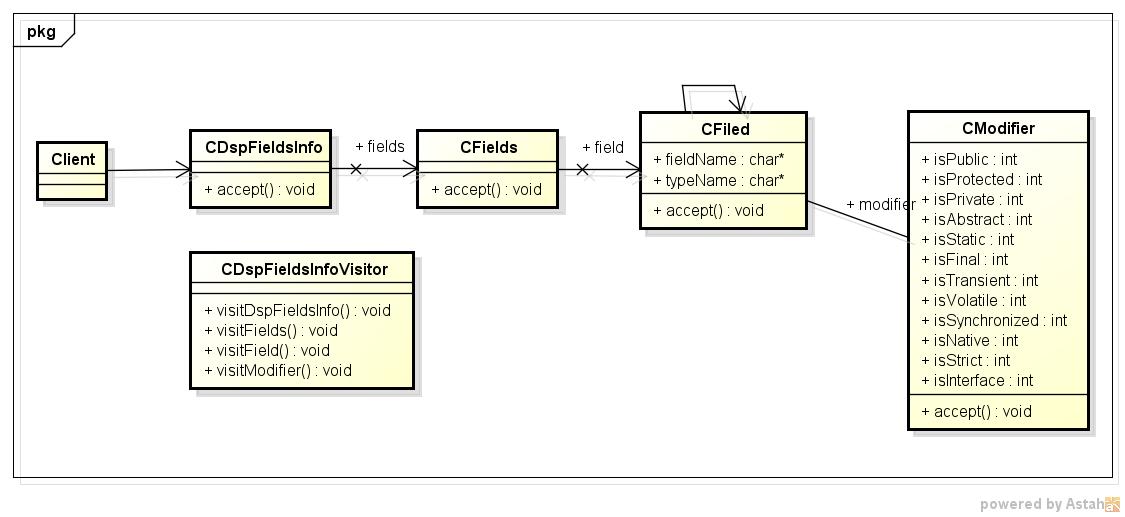 pkg
Client
CDspFieldsInfo
+ accept() : void
+ fields
CFields
+ accept() : void
+ field
CFiled
+ fieldName : char*
+ typeName : char*
+ accept() : void
+ modifier
CModifier
+ isPublic : int
+ isProtected : int
+ isPrivate : int
+ isAbstract : int
+ isStatic : int
+ isFinal : int
+ isTransient : int
+ isVolatile : int
+ isSynchronized : int
+ isNative : int
+ isStrict : int
+ isInterface : int
+ accept() : void
CDspFieldsInfoVisitor
+ visitDspFieldsInfo() : void
+ visitFields() : void
+ visitField() : void
+ visitModifier() : void
powered by Astah